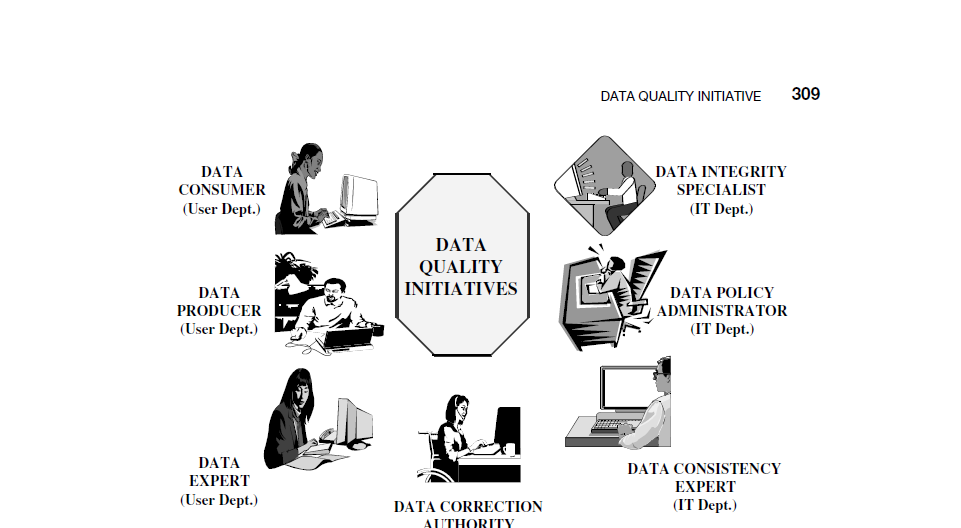 DATA QUALITY INITIATIVE 309
DATA
CONSUMER
(User Dept.)
DATA INTEGRITY
SPECIALIST
(IT Dept.)
DATA
QUALITY
INITIATIVES
DATA
PRODUCER
(User Dept.)
DATA POLICY
ADMINISTRATOR
(IT Dept.)
DATA
EXPERT
(User Dept.)
DATA CORRECTION
AUTHORITY
DATA CONSISTENCY
EXPERT
(IT Dept.)